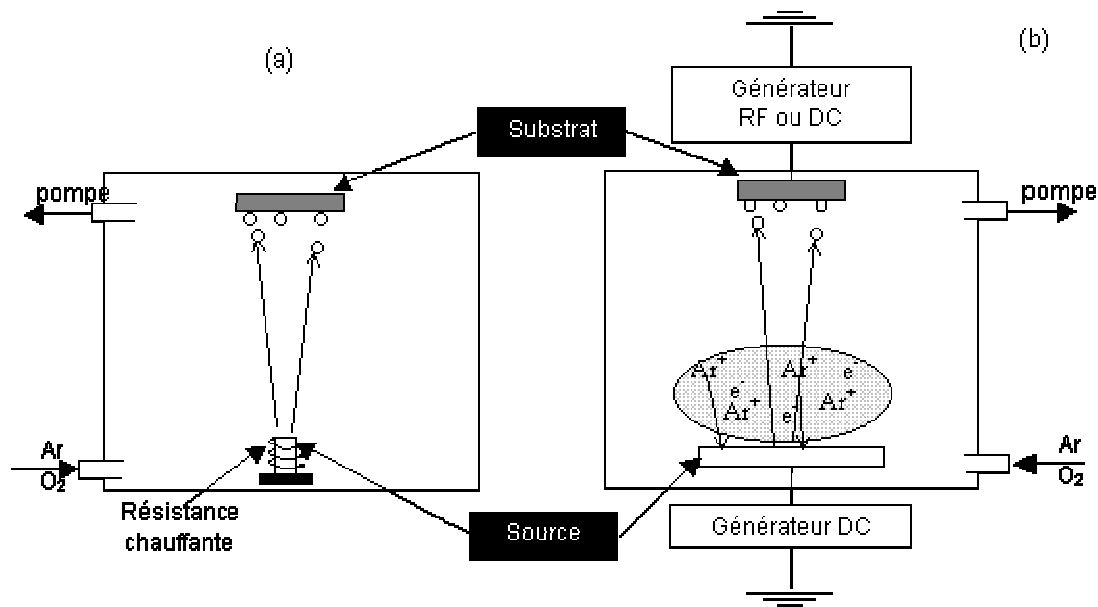 (a)
(b)
Générateur
RF ou DC
Substrat
pompe
pompe
Ar⁺
Ar⁺
e⁻
e⁻
Ar⁺
e⁻
Ar⁺
Ar
O₂
Ar
O₂
Résistance
chauffante
Source
Générateur DC